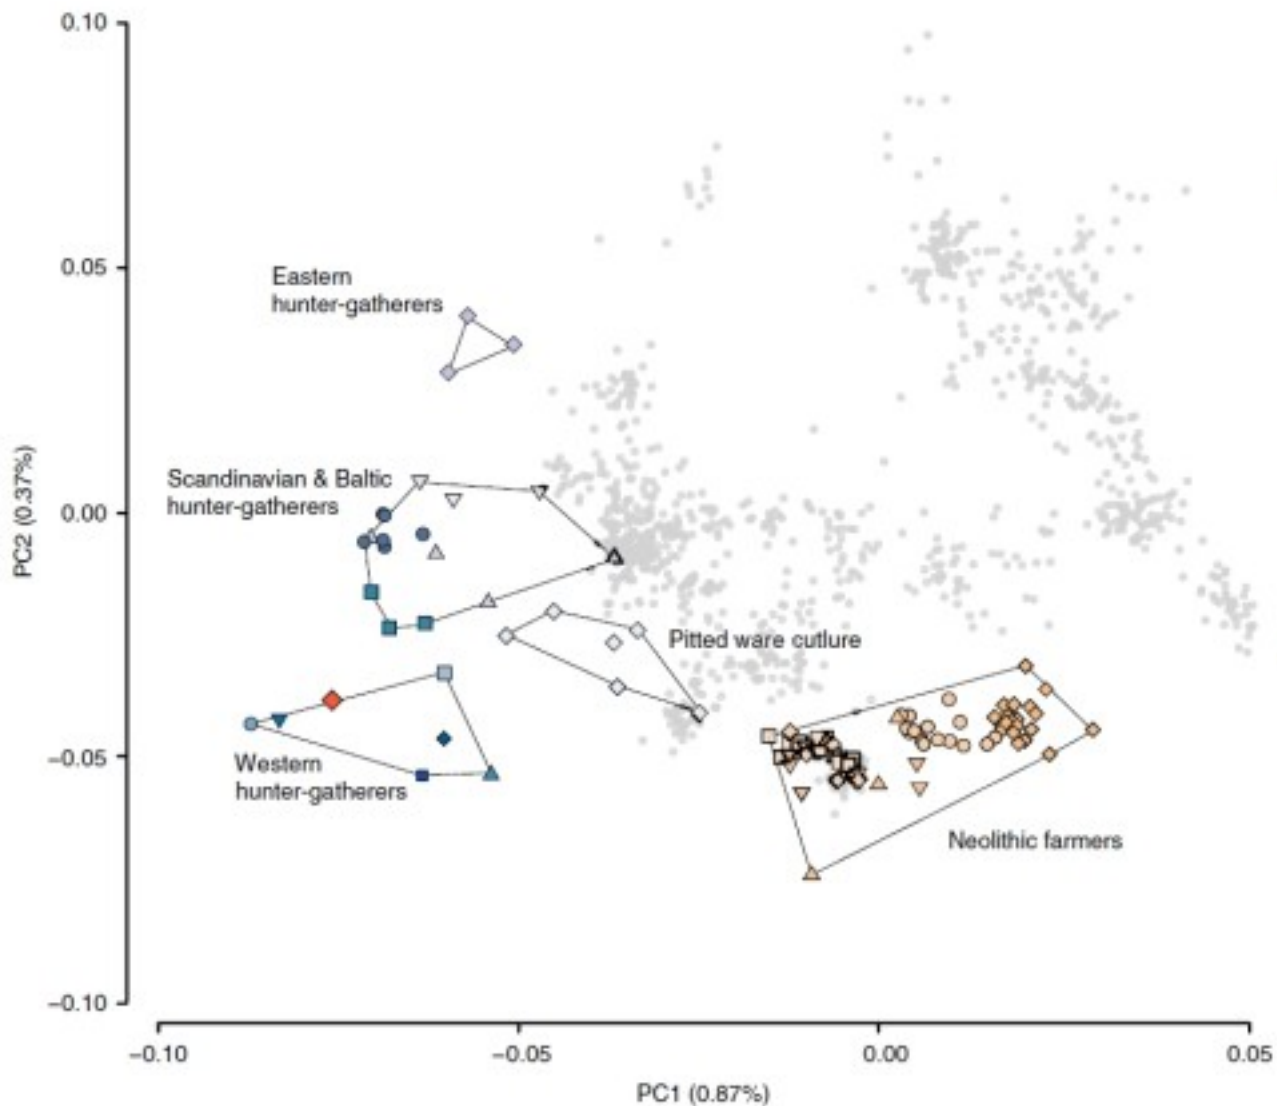 0.10
0.05
0.00
−0.05
−0.10
PC2 (0.37%)
Eastern
hunter-gatherers
Scandinavian & Baltic
hunter-gatherers
Pitted ware cutlure
Western
hunter-gatherers
Neolithic farmers
−0.10
−0.05
0.00
0.05
PC1 (0.87%)